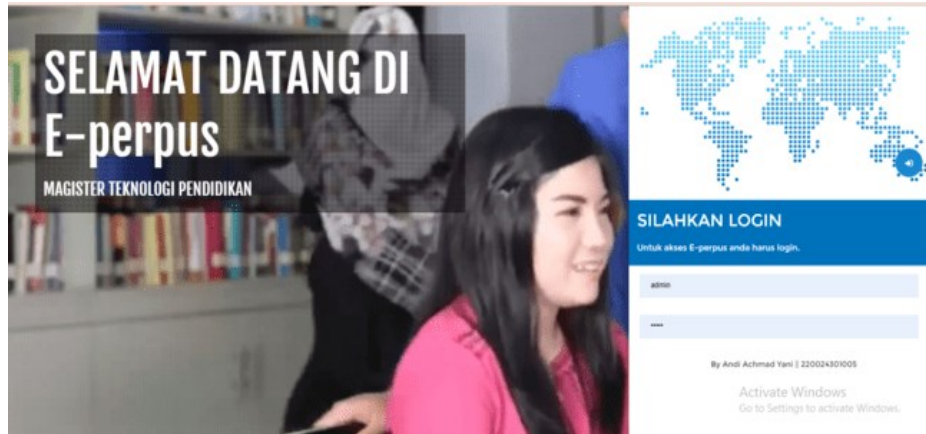 SELAMAT DATANG DI
E-perpus
MAGISTER TEKNOLOGI PENDIDIKAN
SILAHKAN LOGIN
Untuk akses E-perpus anda harus login.
admin
•••••
By Andi Achmad Yani || 220024301005
Activate Windows
Go to Settings to activate Windows.